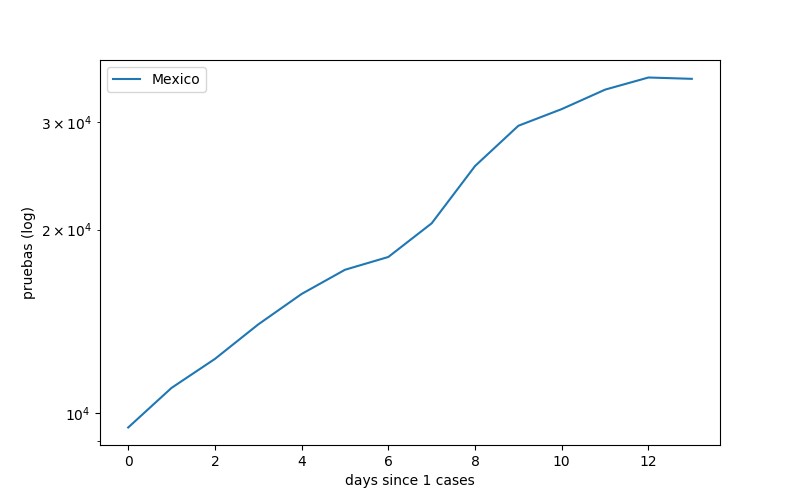 Mexico
3 × 10⁴
2 × 10⁴
10⁴
pruebas (log)
0 2 4 6 8 10 12
days since 1 cases